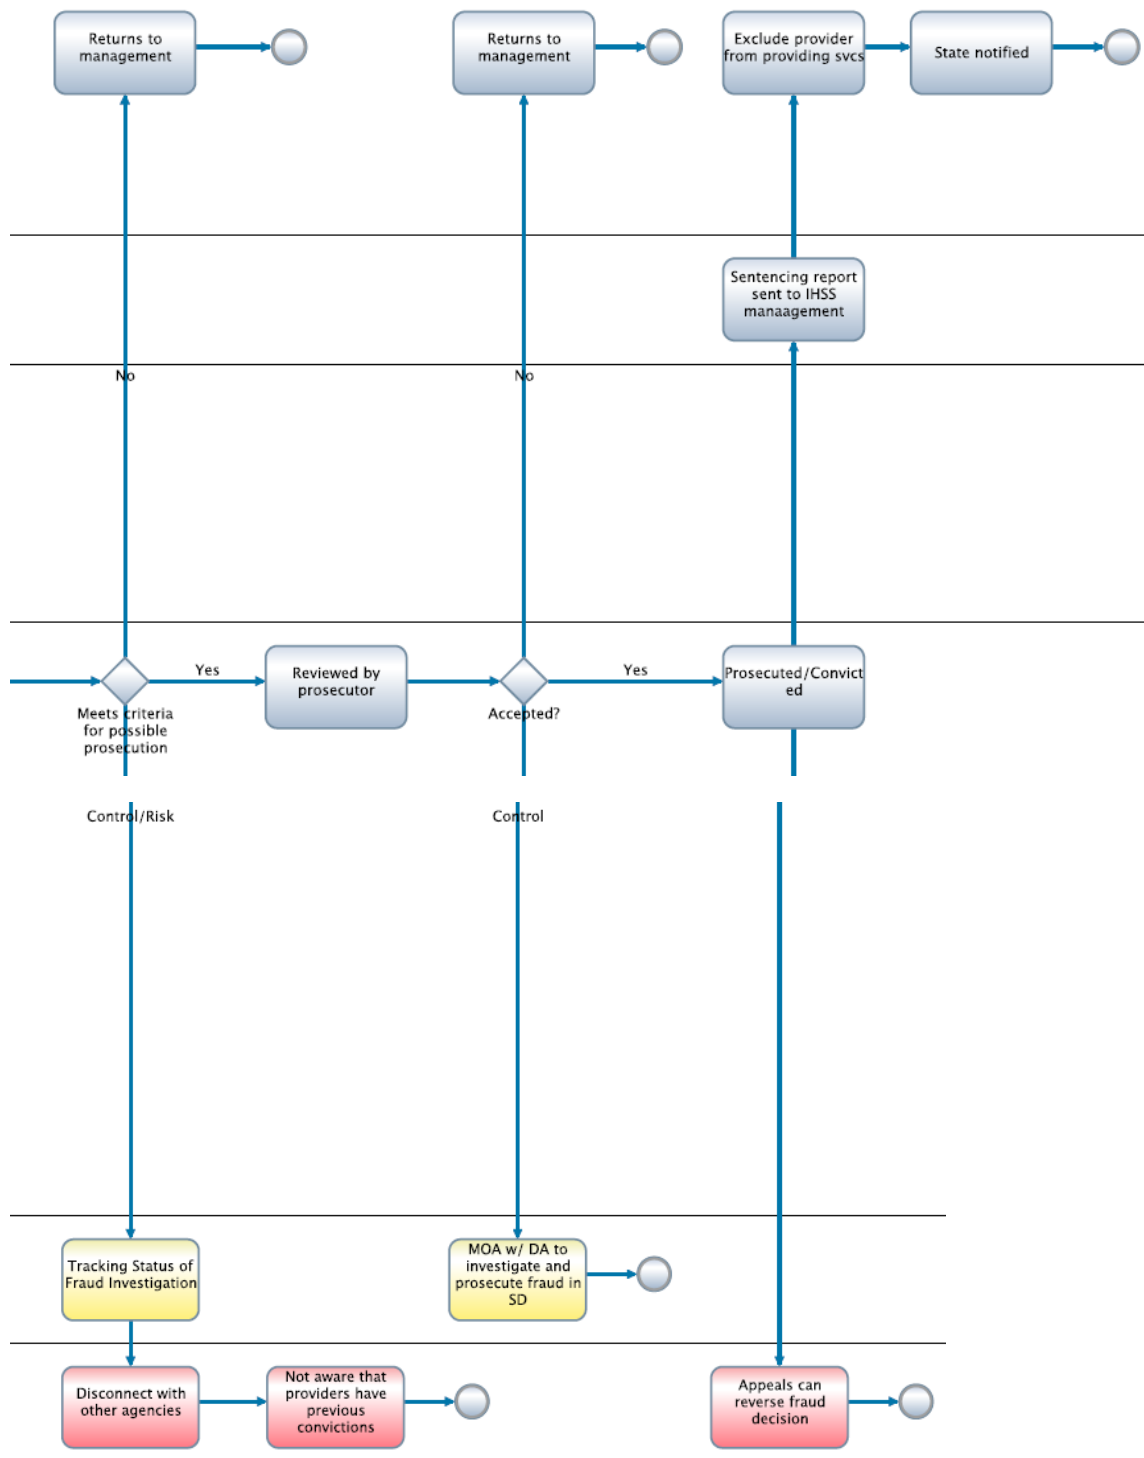 Returns to
management
Returns to
management
Exclude provider
from providing svcs
State notified
Sentencing report
sent to IHSS
manaagement
No
No
Meets criteria
for possible
prosecution
Yes
Reviewed by
prosecutor
Accepted?
Yes
Prosecuted/Convict
ed
Control/Risk
Control
Tracking Status of
Fraud Investigation
MOA w/ DA to
investigate and
prosecute fraud in
SD
Disconnect with
other agencies
Not aware that
providers have
previous
convictions
Appeals can
reverse fraud
decision